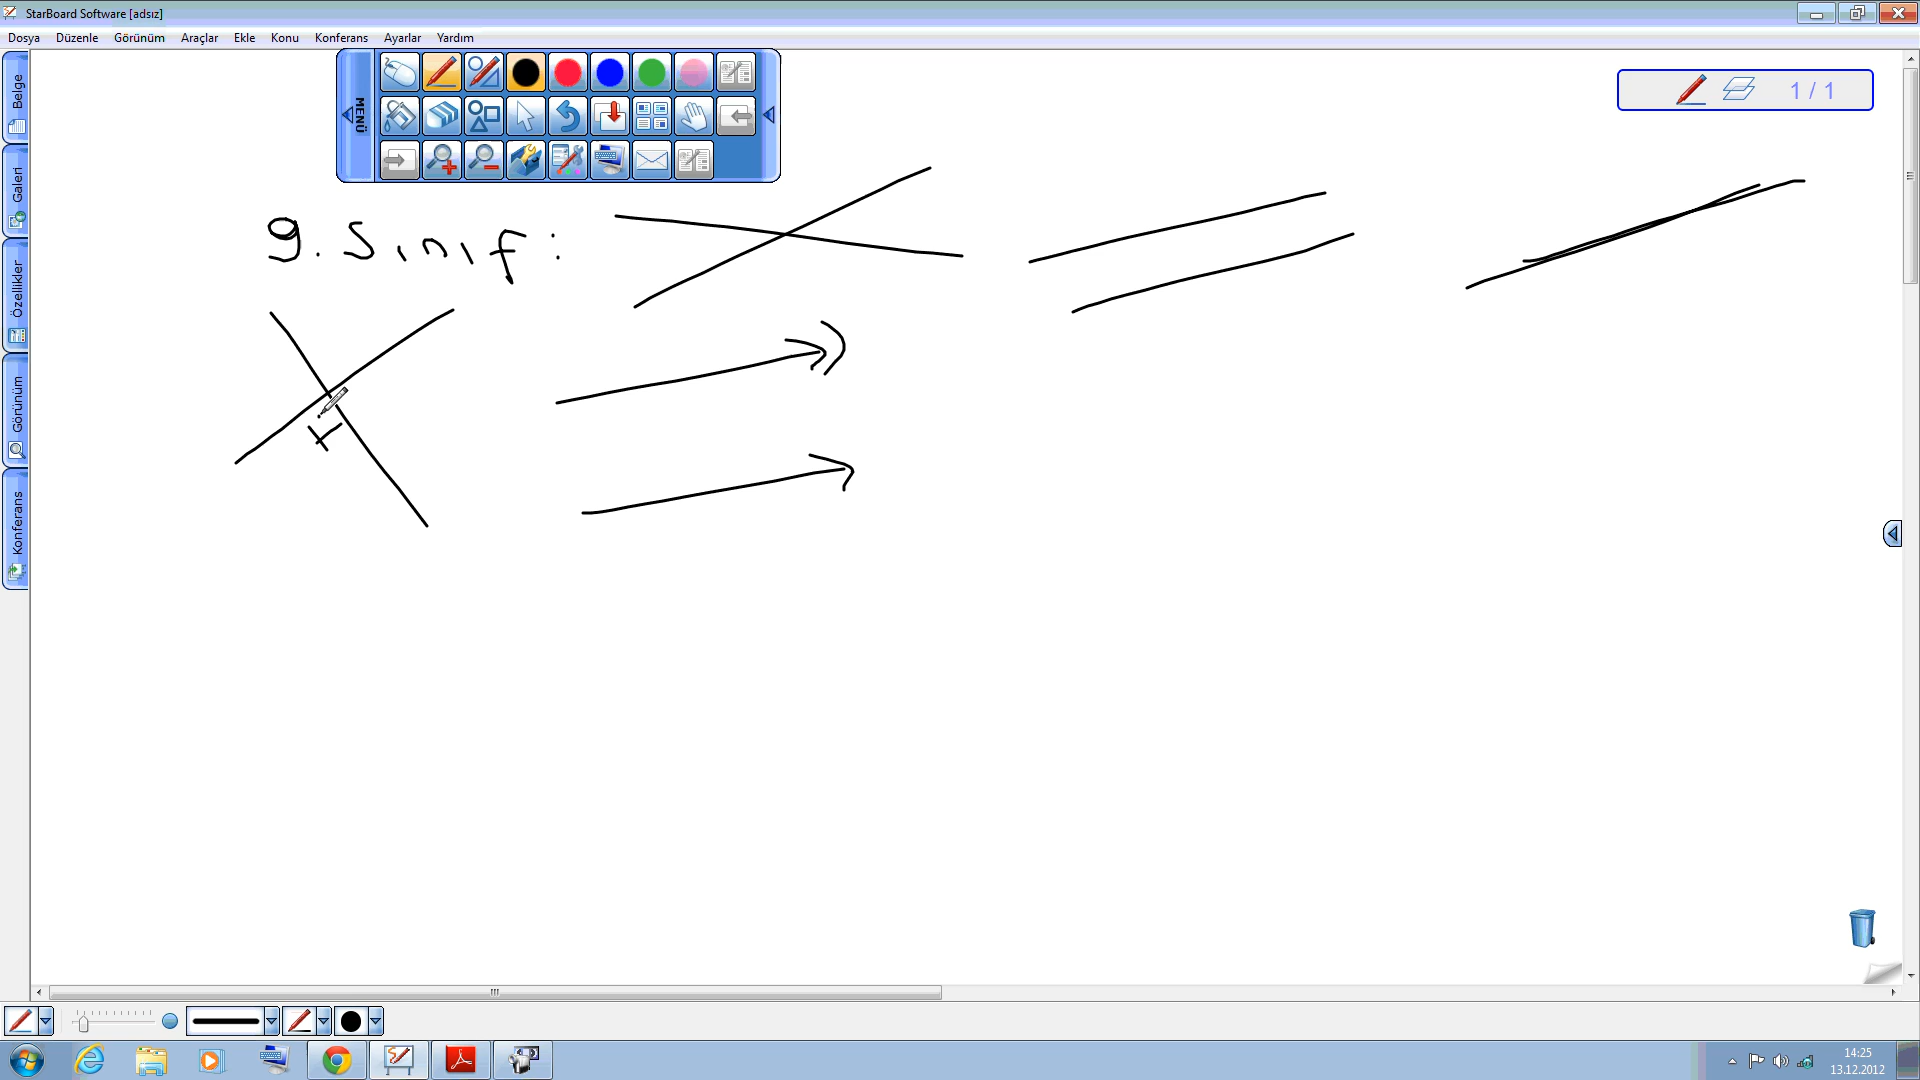 StarBoard Software [adsız]
Dosya Düzenle Görünüm Araçlar Ekle Konu Konferans Ayarlar Yardım
MENÜ
1 / 1
Belge
Galeri
Özellikler
Görünüm
Konferans
9. Sınıf:
14:25
13.12.2012